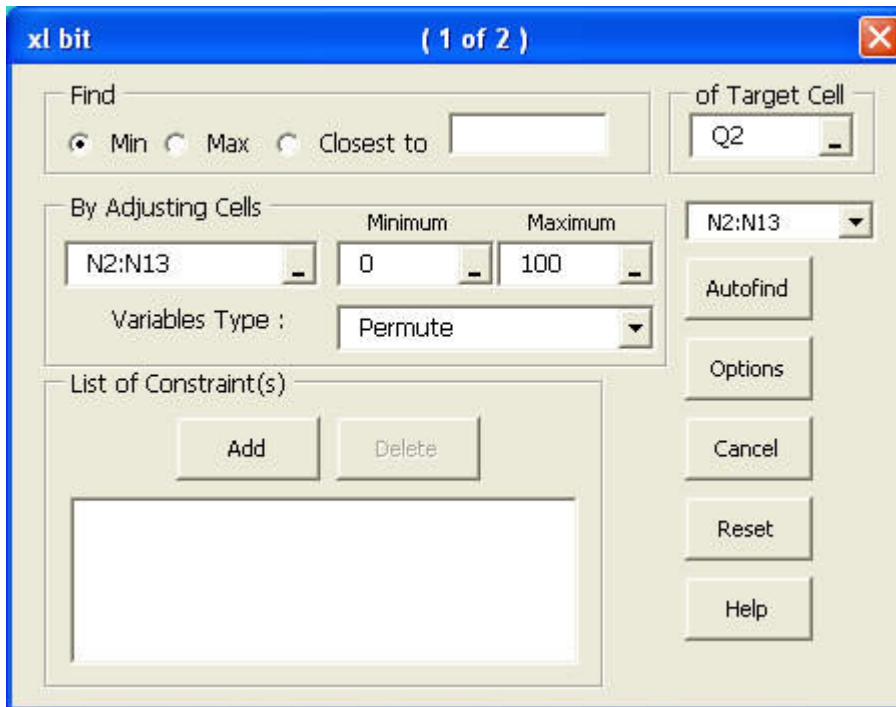 xl bit ( 1 of 2 )
Find
Min Max Closest to
of Target Cell
Q2
By Adjusting Cells
Minimum Maximum
N2:N13 0 100
Variables Type : Permute
N2:N13
Autofind
Options
Cancel
Reset
Help
List of Constraint(s)
Add Delete